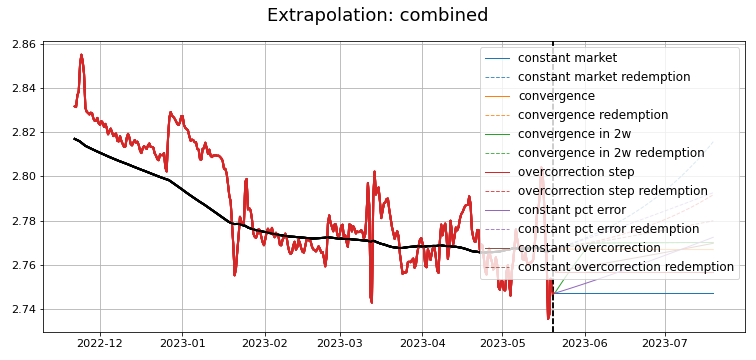 Extrapolation: combined
2.86
2.84
2.82
2.80
2.78
2.76
2.74
constant market
constant market redemption
convergence
convergence redemption
convergence in 2w
convergence in 2w redemption
overcorrection step
overcorrection step redemption
constant pct error
constant pct error redemption
constant overcorrection
constant overcorrection redemption
2022-12 2023-01 2023-02 2023-03 2023-04 2023-05 2023-06 2023-07